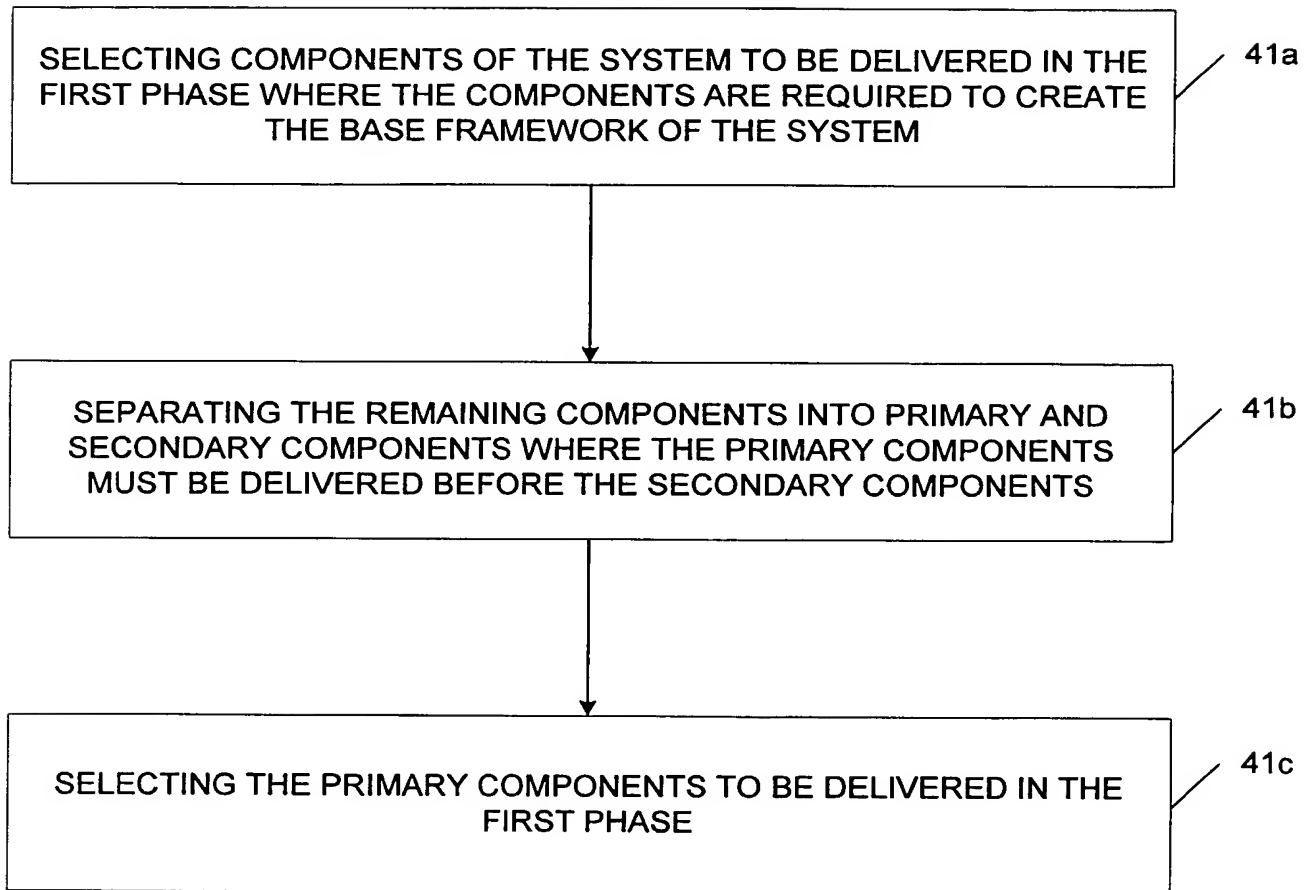 SELECTING COMPONENTS OF THE SYSTEM TO BE DELIVERED IN THE
FIRST PHASE WHERE THE COMPONENTS ARE REQUIRED TO CREATE
THE BASE FRAMEWORK OF THE SYSTEM
41a
SEPARATING THE REMAINING COMPONENTS INTO PRIMARY AND
SECONDARY COMPONENTS WHERE THE PRIMARY COMPONENTS
MUST BE DELIVERED BEFORE THE SECONDARY COMPONENTS
41b
SELECTING THE PRIMARY COMPONENTS TO BE DELIVERED IN THE
FIRST PHASE
41c